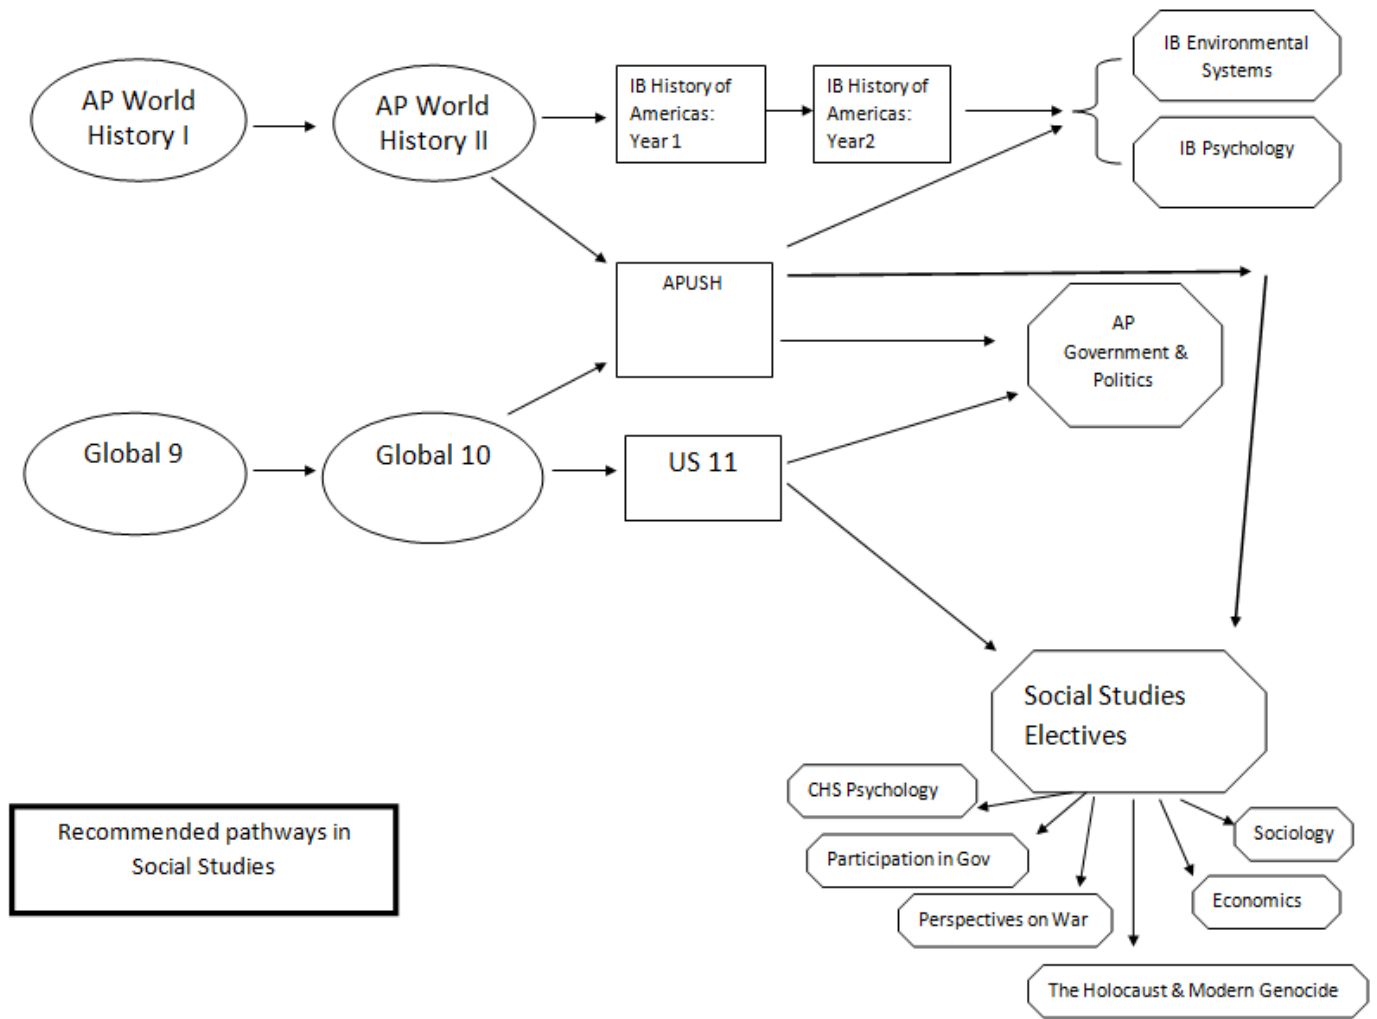 AP World
History I
AP World
History II
IB History of
Americas:
Year 1
IB History of
Americas:
Year2
IB Environmental
Systems
IB Psychology
APUSH
AP
Government &
Politics
Global 9
Global 10
US 11
Social Studies
Electives
CHS Psychology
Participation in Gov
Perspectives on War
The Holocaust & Modern Genocide
Economics
Sociology
Recommended pathways in
Social Studies